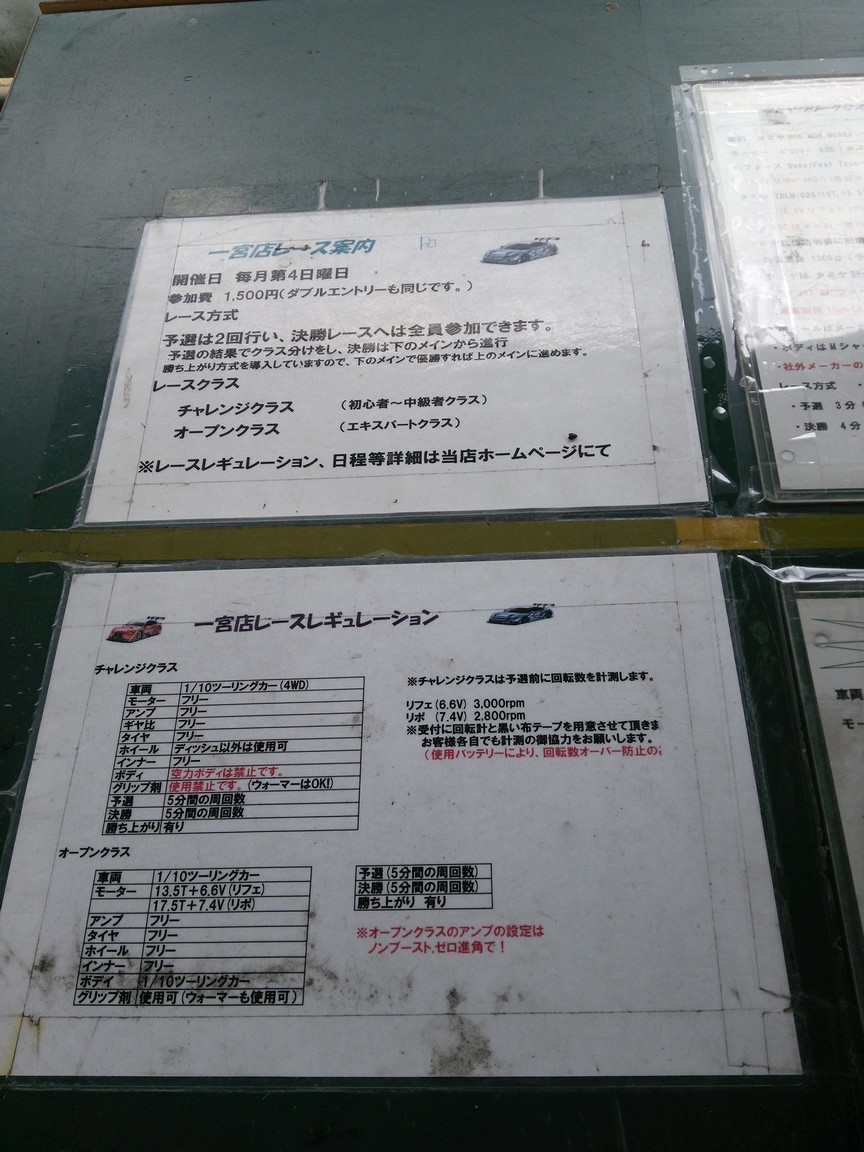 一宮店レース案内
開催日 毎月第4日曜日
参加費 1,500円(ダブルエントリーも同じです。)
レース方式
予選は2回行い、決勝レースへは全員参加できます。
予選の結果でクラス分けをし、決勝は下のメインから進行
勝ち上がり方式を導入していますので、下のメインで優勝すれば上のメインに進めます。
レースクラス
チャレンジクラス (初心者～中級者クラス)
オープンクラス (エキスパートクラス)
※レースレギュレーション、日程等詳細は当店ホームページにて
一宮店レースレギュレーション
チャレンジクラス
車両 1/10ツーリングカー(4WD)
モーター フリー
アンプ フリー
ギヤ比 フリー
タイヤ フリー
ホイール ディッシュ以外は使用可
インナー フリー
ボディ 空力ボディは禁止です。
グリップ剤 使用禁止です。(ウォーマーはOK!)
予選 5分間の周回数
決勝 5分間の周回数
勝ち上がり 有り
※チャレンジクラスは予選前に回転数を計測します。
リフェ(6.6V) 3,000rpm
リポ (7.4V) 2,800rpm
※受付に回転計と黒い布テープを用意させて頂きま
お客様各自でも計測の御協力をお願いします。
(使用バッテリーにより、回転数オーバー防止の
オープンクラス
車両 1/10ツーリングカー
モーター 13.5T+6.6V(リフェ)
17.5T+7.4V(リポ)
アンプ フリー
タイヤ フリー
ホイール フリー
インナー フリー
ボディ 1/10ツーリングカー
グリップ剤 使用可(ウォーマーも使用可)
予選(5分間の周回数)
決勝(5分間の周回数)
勝ち上がり 有り
※オープンクラスのアンプの設定は
ノンブースト,ゼロ進角で!
・ボディはMシャ
・社外メーカーの
レース方式
・予選 3分
・決勝 4分
車両